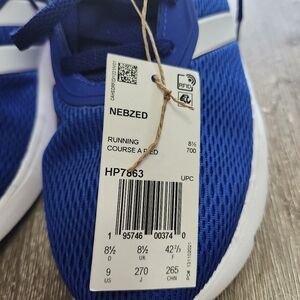 RFID
NEBZED
RUNNING
COURSE A PIED
8½
700
HP7863
UPC
1 95746 00374 0
8½ 8½ 42⅔ 
D UK F
9 270 265
US J CHN